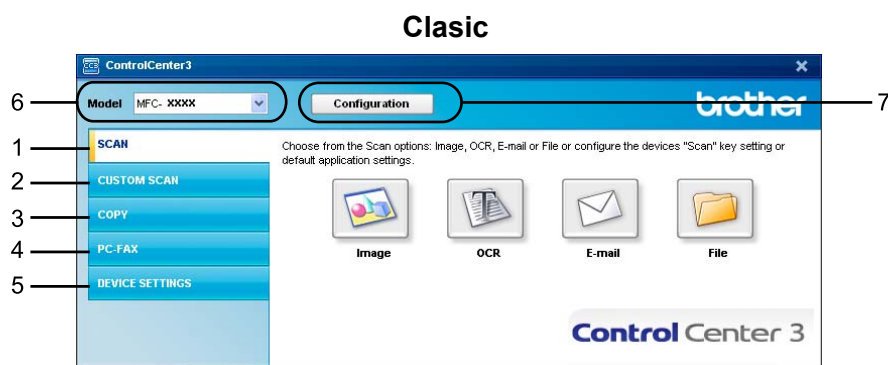 Clasic
ControlCenter3
6
Model MFC- XXXX
Configuration
brother
7
1
SCAN
Choose from the Scan options: Image, OCR, E-mail or File or configure the devices "Scan" key setting or
default application settings.
2
CUSTOM SCAN
3
COPY
4
PC-FAX
5
DEVICE SETTINGS
Image
OCR
E-mail
File
Control Center 3